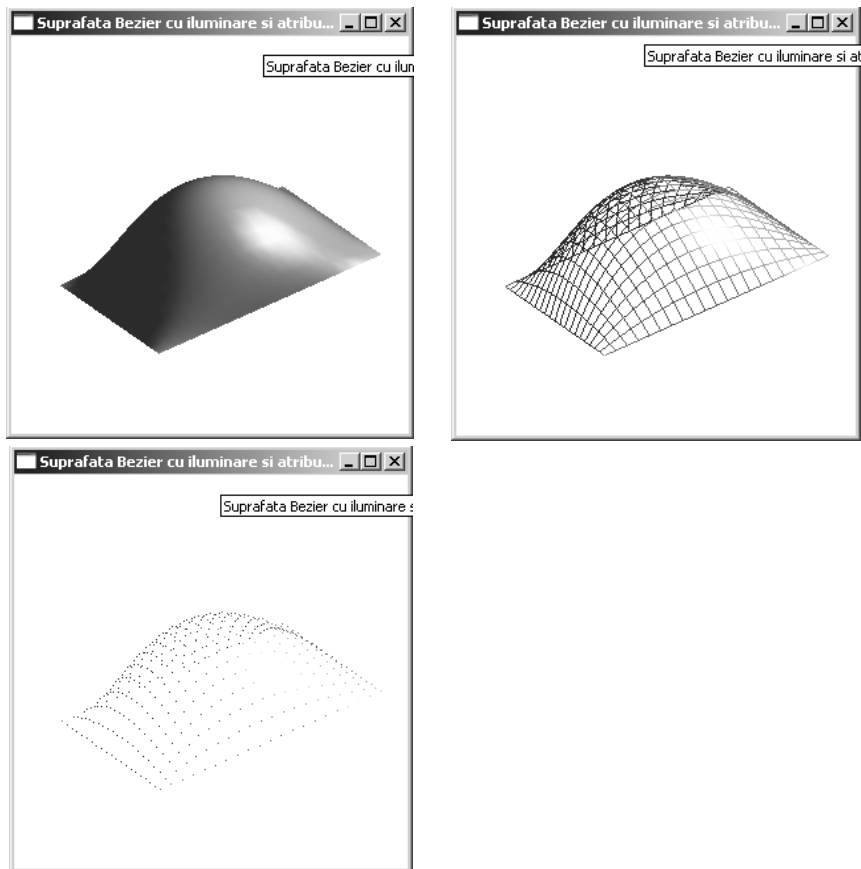 Suprafata Bezier cu iluminare si atribu...
Suprafata Bezier cu ilum
Suprafata Bezier cu iluminare si atribu...
Suprafata Bezier cu iluminare si at
Suprafata Bezier cu iluminare si atribu...
Suprafata Bezier cu iluminare s